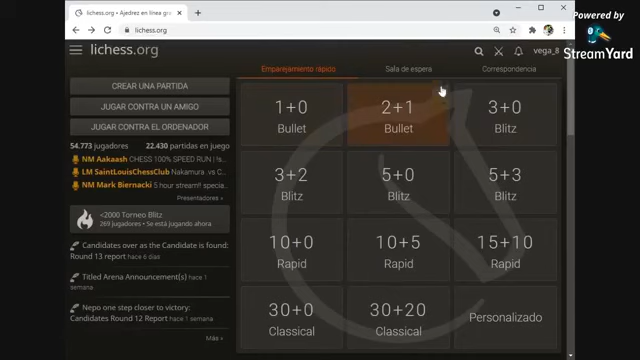 lichess.org • Ajedrez en línea gra
lichess.org
Powered by
StreamYard
lichess.org
vega_8
Emparejamiento rápido
Sala de espera
Correspondencia
CREAR UNA PARTIDA
JUGAR CONTRA UN AMIGO
JUGAR CONTRA EL ORDENADOR
54.773 jugadores
22.430 partidas en juego
NM Aakaash CHESS 100% SPEED RUN | !s
LM SaintLouisChessClub Nakamura .vs C
NM Mark Biernacki 5 hour stream! specia
Presentadores »
<2000 Torneo Blitz
269 jugadores • Se está jugando ahora
Candidates over as the Candidate is found:
Round 13 report hace 6 días
Titled Arena Announcement(s) hace 1
semana
Nepo one step closer to victory:
Candidates Round 12 Report hace 1
semana
Más »
1+0
Bullet
2+1
Bullet
3+0
Blitz
3+2
Blitz
5+0
Blitz
5+3
Blitz
10+0
Rapid
10+5
Rapid
15+10
Rapid
30+0
Classical
30+20
Classical
Personalizado